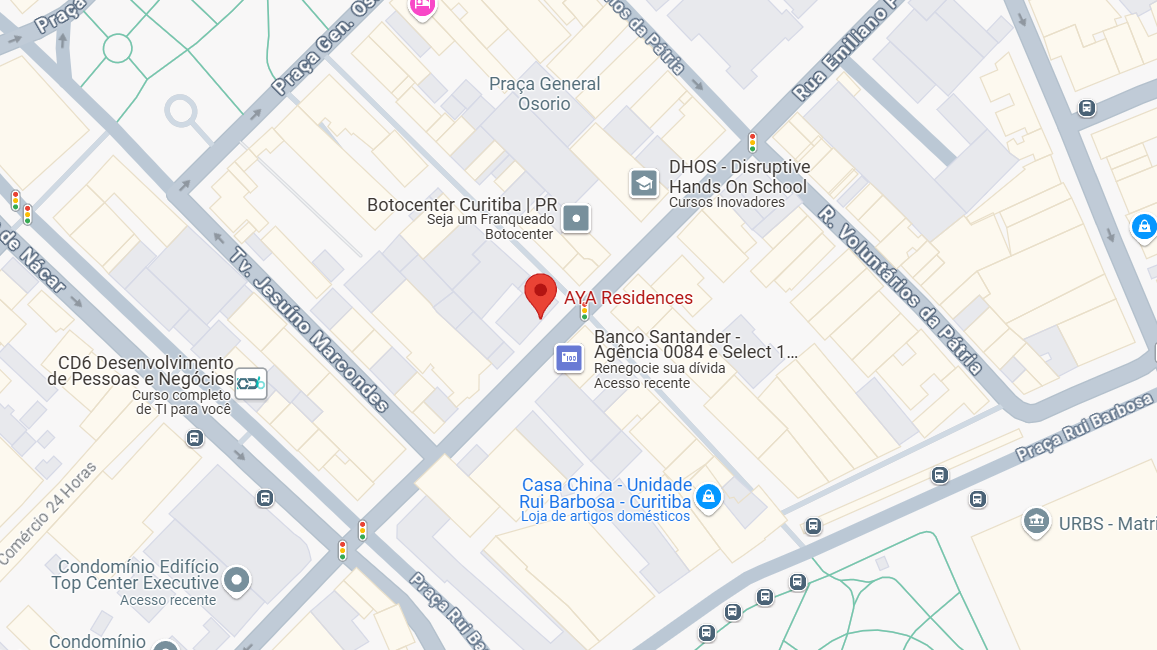 Praça
Praça Gen. Os
os da Pátria
Rua Emiliano P
Praça General
Osorio
DHOS - Disruptive
Hands On School
Cursos Inovadores
Botocenter Curitiba | PR
Seja um Franqueado
Botocenter
de Nácar
Tv. Jesuíno Marcondes
R. Voluntários da Pátria
AYA Residences
Banco Santander -
Agência 0084 e Select 1...
Renegocie sua dívida
Acesso recente
CD6 Desenvolvimento
de Pessoas e Negócios
Curso completo
de TI para você
CD6
Praça Rui Barbosa
Comércio 24 Horas
Casa China - Unidade
Rui Barbosa - Curitiba
Loja de artigos domésticos
URBS - Matri
Condomínio Edifício
Top Center Executive
Acesso recente
Praça Rui Ba
Condomínio